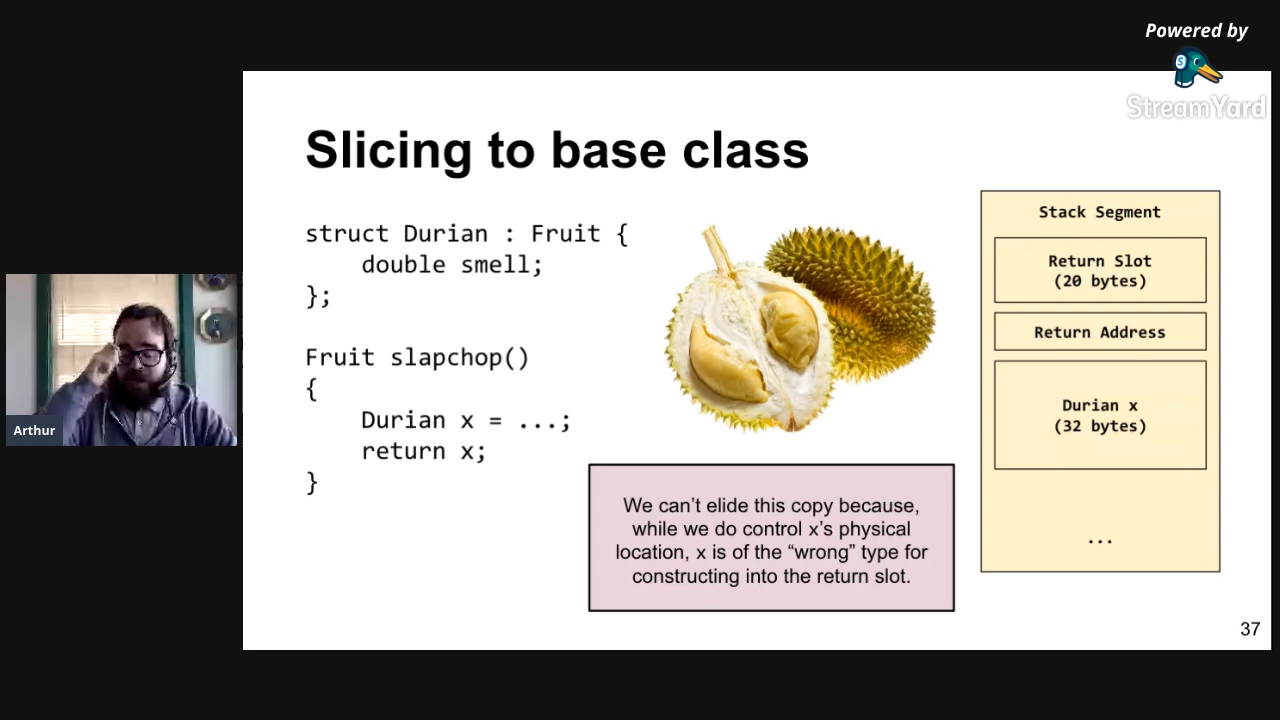 Powered by
StreamYard
Slicing to base class
struct Durian : Fruit {
    double smell;
};
Fruit slapchop()
{
    Durian x = ...;
    return x;
}
We can’t elide this copy because,
while we do control x’s physical
location, x is of the “wrong” type for
constructing into the return slot.
Stack Segment
Return Slot
(20 bytes)
Return Address
Durian x
(32 bytes)
...
Arthur
37